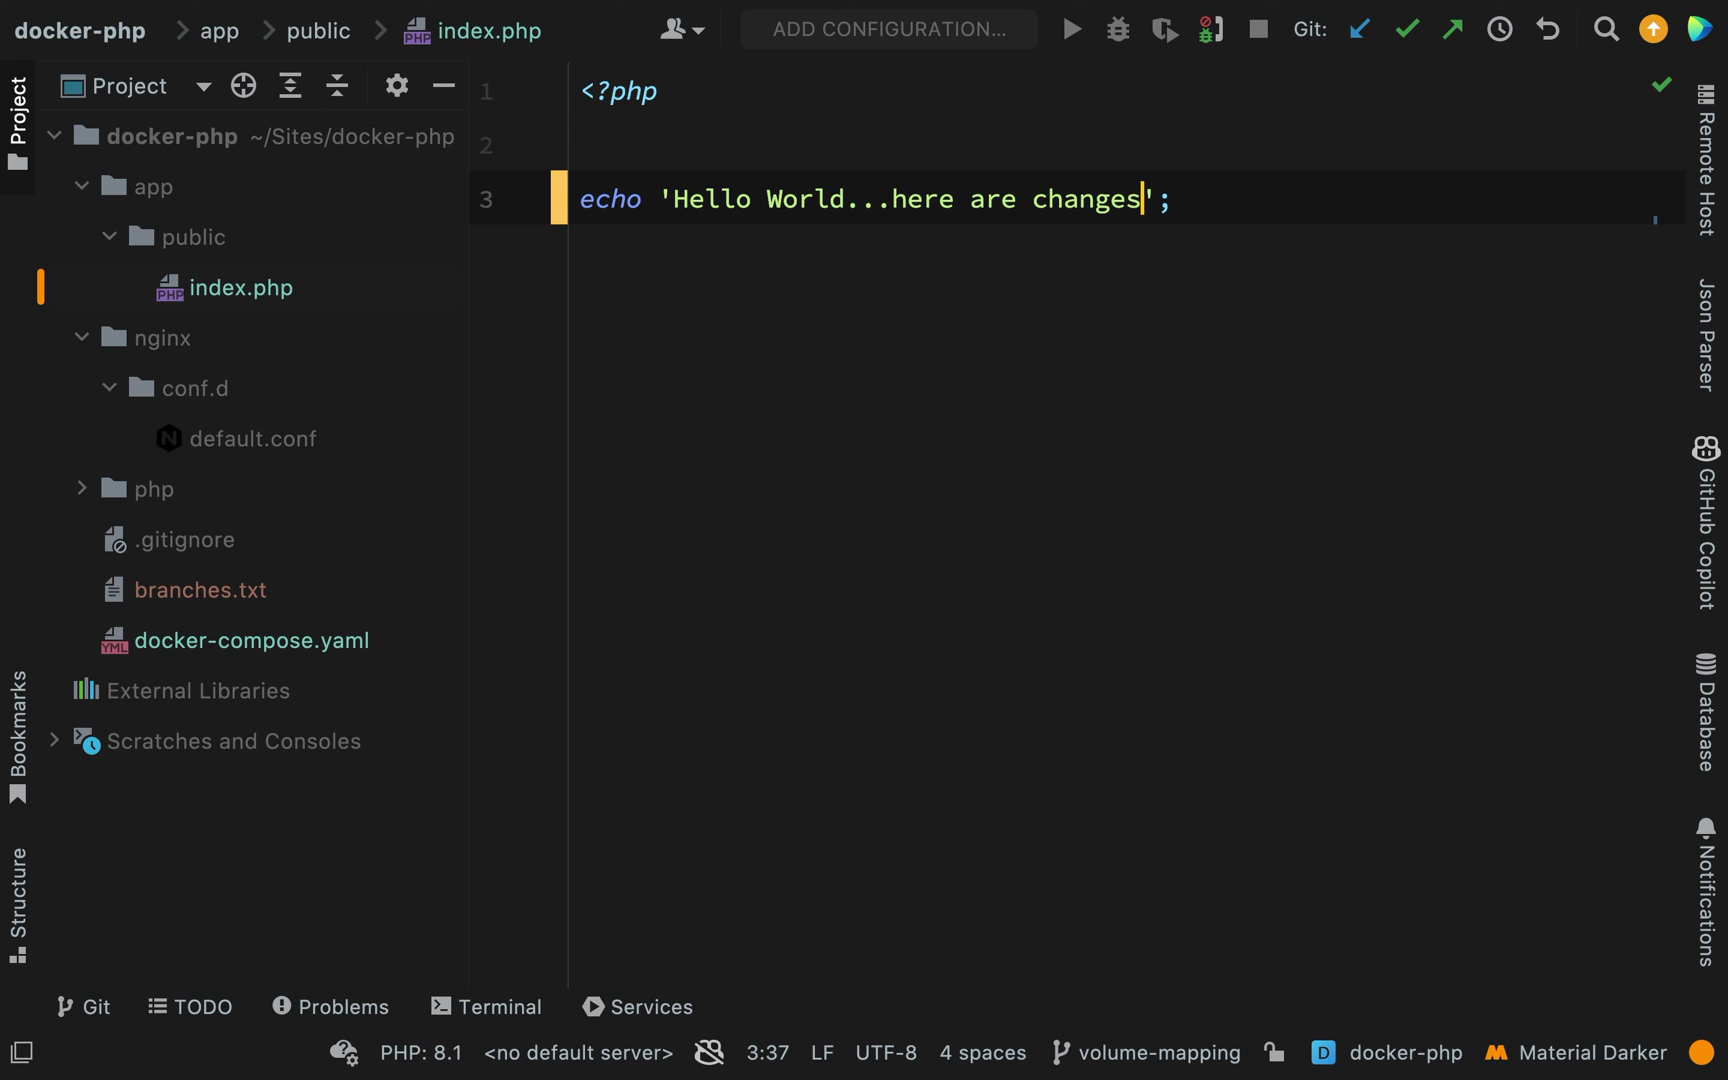 docker-php app public index.php ADD CONFIGURATION... Git:
Project
1 <?php
2
3 echo 'Hello World...here are changes';
Project
docker-php ~/Sites/docker-php
app
public
PHP index.php
nginx
conf.d
N default.conf
php
.gitignore
branches.txt
YML docker-compose.yaml
External Libraries
Scratches and Consoles
Bookmarks
Structure
Remote Host
Json Parser
GitHub Copilot
Database
Notifications
Git TODO Problems Terminal Services
PHP: 8.1 <no default server> 3:37 LF UTF-8 4 spaces volume-mapping D docker-php Material Darker